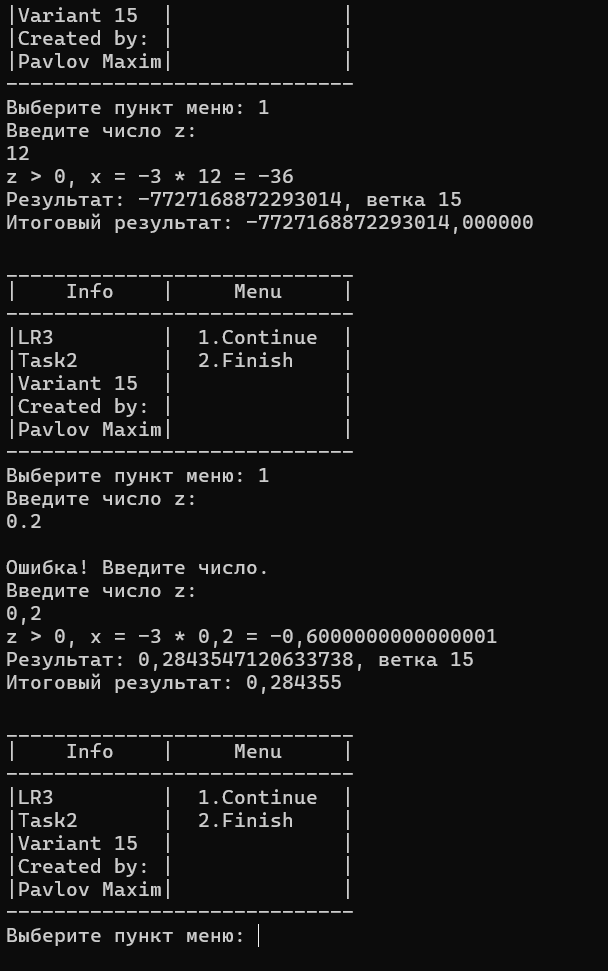 |Variant 15  |              |
|Created by: |              |
|Pavlov Maxim|              |
-----------------------------
Выберите пункт меню: 1
Введите число z:
12
z > 0, x = -3 * 12 = -36
Результат: -7727168872293014, ветка 15
Итоговый результат: -7727168872293014,000000
-----------------------------
|    Info    |     Menu     |
-----------------------------
|LR3         |  1.Continue  |
|Task2       |  2.Finish    |
|Variant 15  |              |
|Created by: |              |
|Pavlov Maxim|              |
-----------------------------
Выберите пункт меню: 1
Введите число z:
0.2
Ошибка! Введите число.
Введите число z:
0,2
z > 0, x = -3 * 0,2 = -0,6000000000000001
Результат: 0,2843547120633738, ветка 15
Итоговый результат: 0,284355
-----------------------------
|    Info    |     Menu     |
-----------------------------
|LR3         |  1.Continue  |
|Task2       |  2.Finish    |
|Variant 15  |              |
|Created by: |              |
|Pavlov Maxim|              |
-----------------------------
Выберите пункт меню: